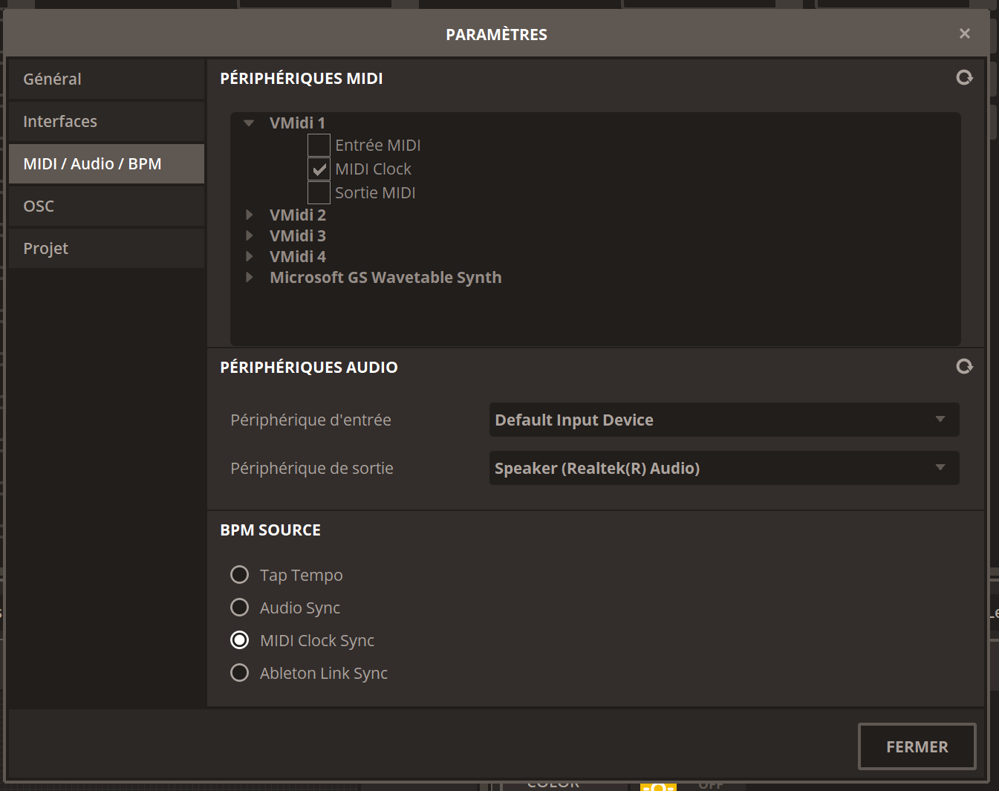 PARAMÈTRES
Général
Interfaces
MIDI / Audio / BPM
OSC
Projet
PÉRIPHÉRIQUES MIDI
VMidi 1
Entrée MIDI
MIDI Clock
Sortie MIDI
VMidi 2
VMidi 3
VMidi 4
Microsoft GS Wavetable Synth
PÉRIPHÉRIQUES AUDIO
Périphérique d'entrée
Default Input Device
Périphérique de sortie
Speaker (Realtek(R) Audio)
BPM SOURCE
Tap Tempo
Audio Sync
MIDI Clock Sync
Ableton Link Sync
FERMER
COLOR
OFF